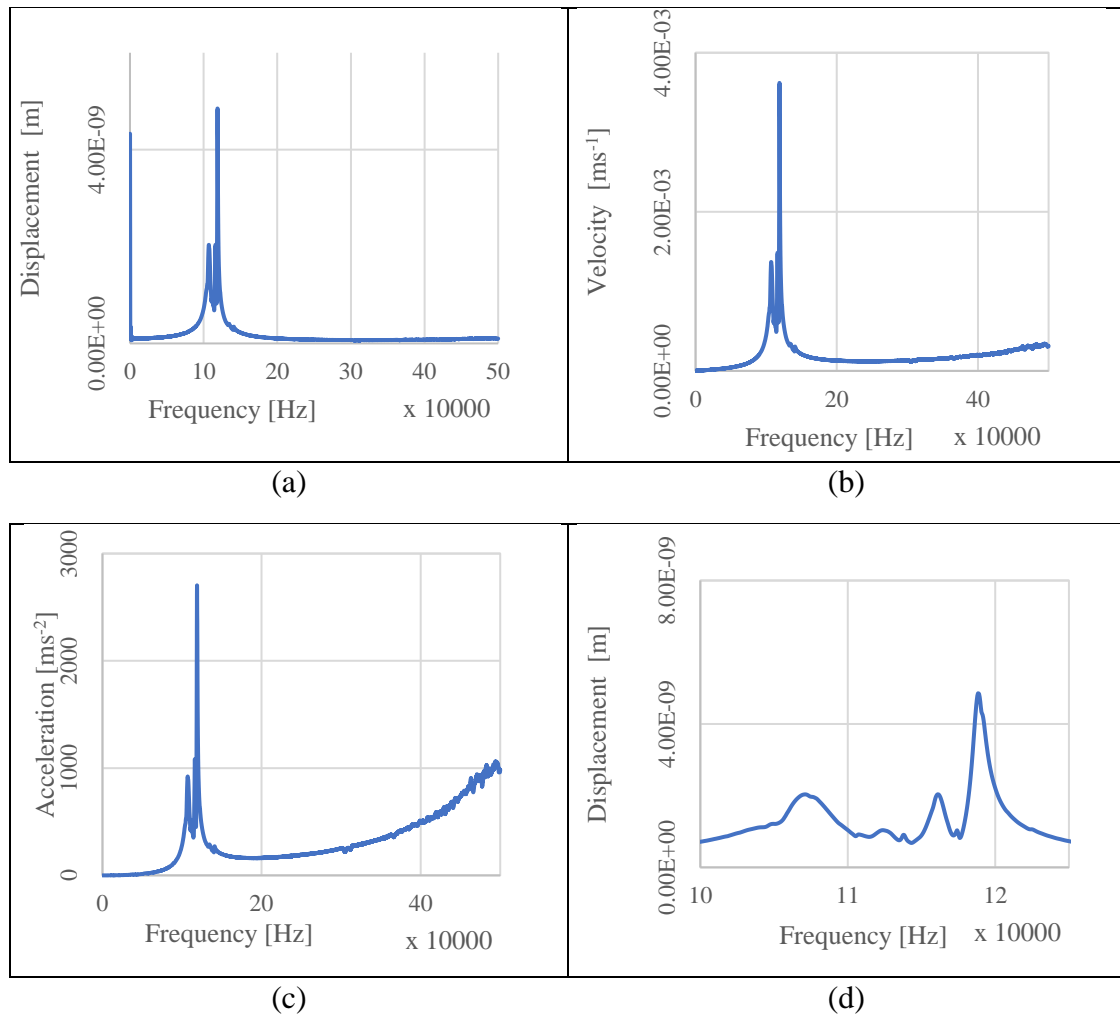 Displacement [m]
4.00E-09
0.00E+00
0 10 20 30 40 50
Frequency [Hz] x 10000
(a)
Velocity [ms-1]
4.00E-03
2.00E-03
0.00E+00
0 20 40
Frequency [Hz] x 10000
(b)
Acceleration [ms-2]
3000
2000
1000
0
0 20 40
Frequency [Hz] x 10000
(c)
Displacement [m]
8.00E-09
4.00E-09
0.00E+00
10 11 12
Frequency [Hz] x 10000
(d)